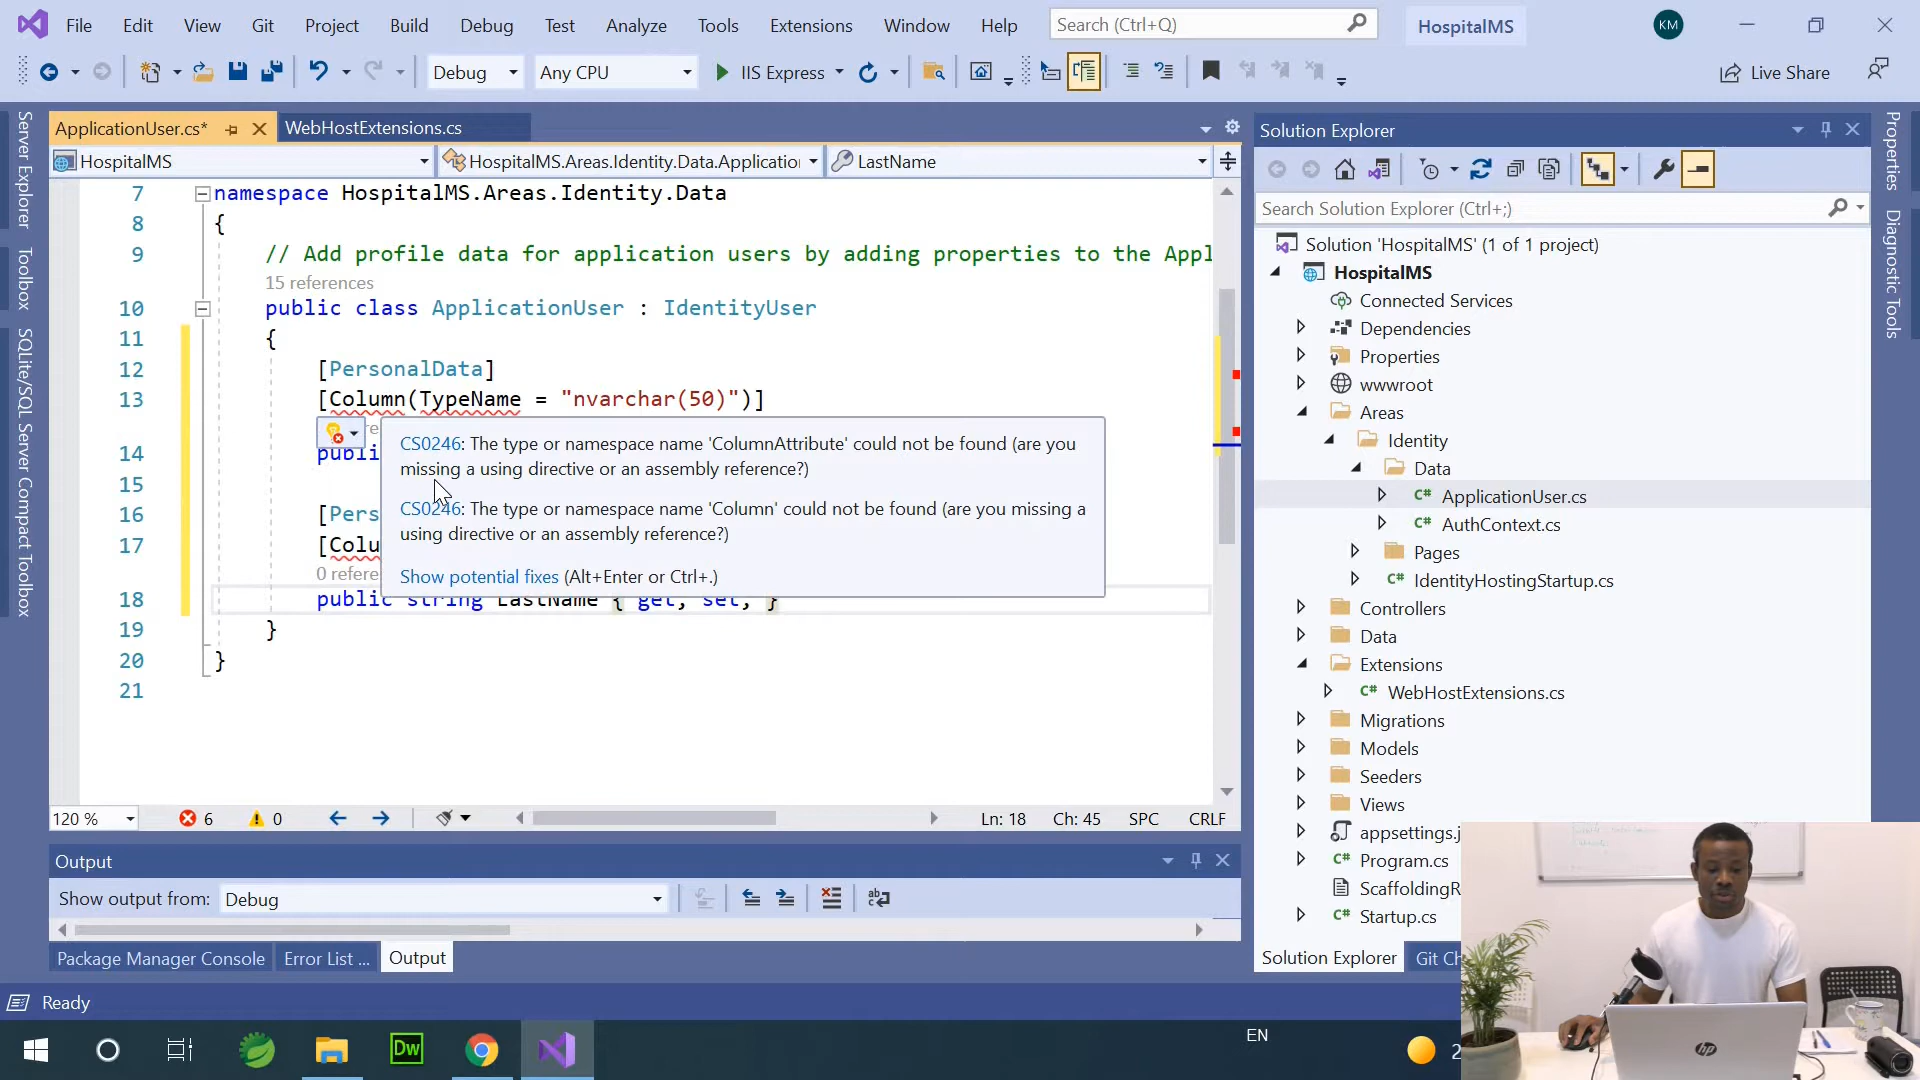 File Edit View Git Project Build Debug Test Analyze Tools Extensions Window Help Search (Ctrl+Q) HospitalMS KM
Debug Any CPU IIS Express Live Share
ApplicationUser.cs* WebHostExtensions.cs
HospitalMS HospitalMS.Areas.Identity.Data.Applicatio LastName
7 namespace HospitalMS.Areas.Identity.Data
8 {
9 // Add profile data for application users by adding properties to the Appl
15 references
10 public class ApplicationUser : IdentityUser
11 {
12 [PersonalData]
13 [Column(TypeName = "nvarchar(50)")]
re
14 publi
15
16 [Pers
17 [Colu
0 refere
18 public string LastName { get; set; }
19 }
20 }
21
CS0246: The type or namespace name 'ColumnAttribute' could not be found (are you
missing a using directive or an assembly reference?)
CS0246: The type or namespace name 'Column' could not be found (are you missing a
using directive or an assembly reference?)
Show potential fixes (Alt+Enter or Ctrl+.)
120 % 6 0 Ln: 18 Ch: 45 SPC CRLF
Output
Show output from: Debug
Package Manager Console Error List ... Output
Ready
Server Explorer
Toolbox
SQLite/SQL Server Compact Toolbox
Solution Explorer
Search Solution Explorer (Ctrl+;)
Solution 'HospitalMS' (1 of 1 project)
HospitalMS
Connected Services
Dependencies
Properties
wwwroot
Areas
Identity
Data
C# ApplicationUser.cs
C# AuthContext.cs
Pages
C# IdentityHostingStartup.cs
Controllers
Data
Extensions
C# WebHostExtensions.cs
Migrations
Models
Seeders
Views
appsettings.j
C# Program.cs
ScaffoldingR
C# Startup.cs
Solution Explorer Git Ch
Properties
Diagnostic Tools
Dw
EN
2
hp